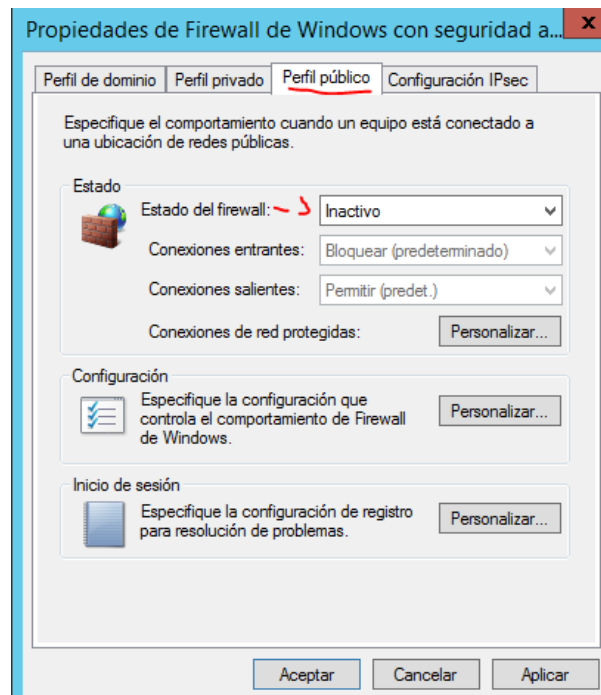 Propiedades de Firewall de Windows con seguridad a... x
Perfil de dominio Perfil privado Perfil público Configuración IPsec
Especifique el comportamiento cuando un equipo está conectado a
una ubicación de redes públicas.
Estado
Estado del firewall: Inactivo
Conexiones entrantes: Bloquear (predeterminado)
Conexiones salientes: Permitir (predet.)
Conexiones de red protegidas: Personalizar...
Configuración
Especifique la configuración que
controla el comportamiento de Firewall
de Windows.
Personalizar...
Inicio de sesión
Especifique la configuración de registro
para resolución de problemas.
Personalizar...
Aceptar Cancelar Aplicar